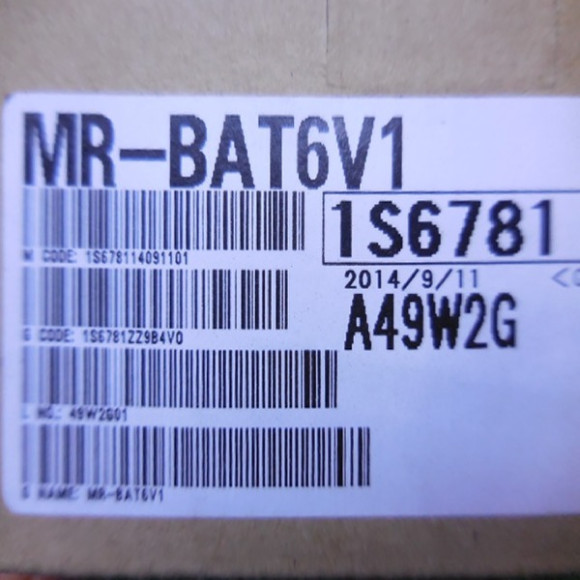 MR-BAT6V1
1S6781
M CODE: 1S678114091101
2014/9/11
A49W2G
G CODE: 1S6781ZZ9B4V0
L NO.: 49W2G01
G NAME: MR-BAT6V1